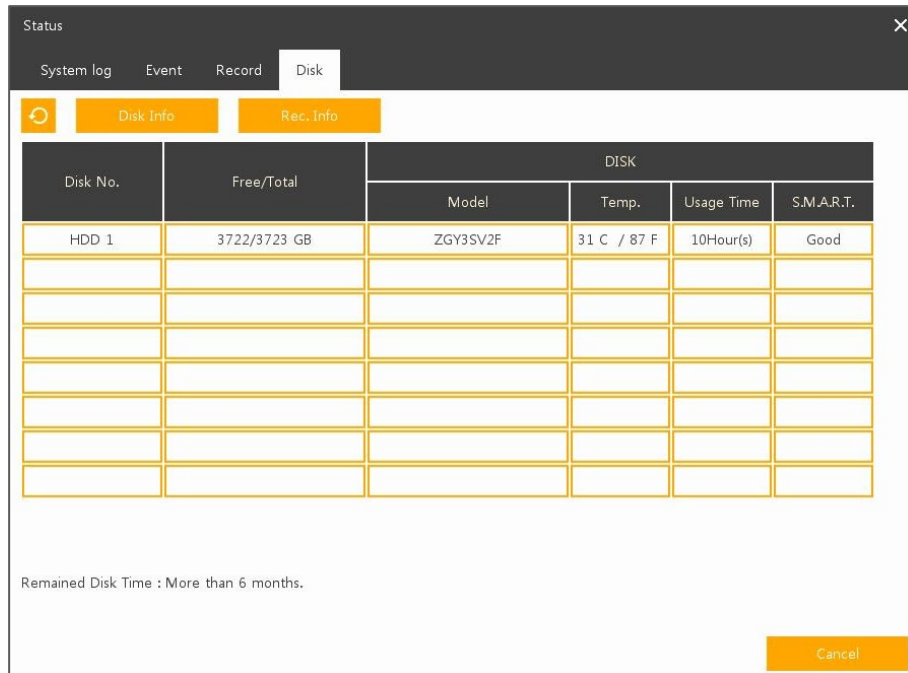 Status
System log Event Record Disk
Disk Info Rec. Info
Disk No. Free/Total DISK
Model Temp. Usage Time S.M.A.R.T.
HDD 1 3722/3723 GB ZGY3SV2F 31 C / 87 F 10Hour(s) Good
Remained Disk Time : More than 6 months.
Cancel